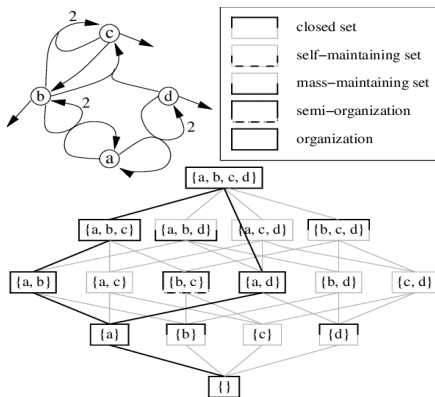 2
c
b
d
2
2
a
closed set
self-maintaining set
mass-maintaining set
semi-organization
organization
{a, b, c, d}
{a, b, c} {a, b, d} {a, c, d} {b, c, d}
{a, b} {a, c} {b, c} {a, d} {b, d} {c, d}
{a} {b} {c} {d}
{}